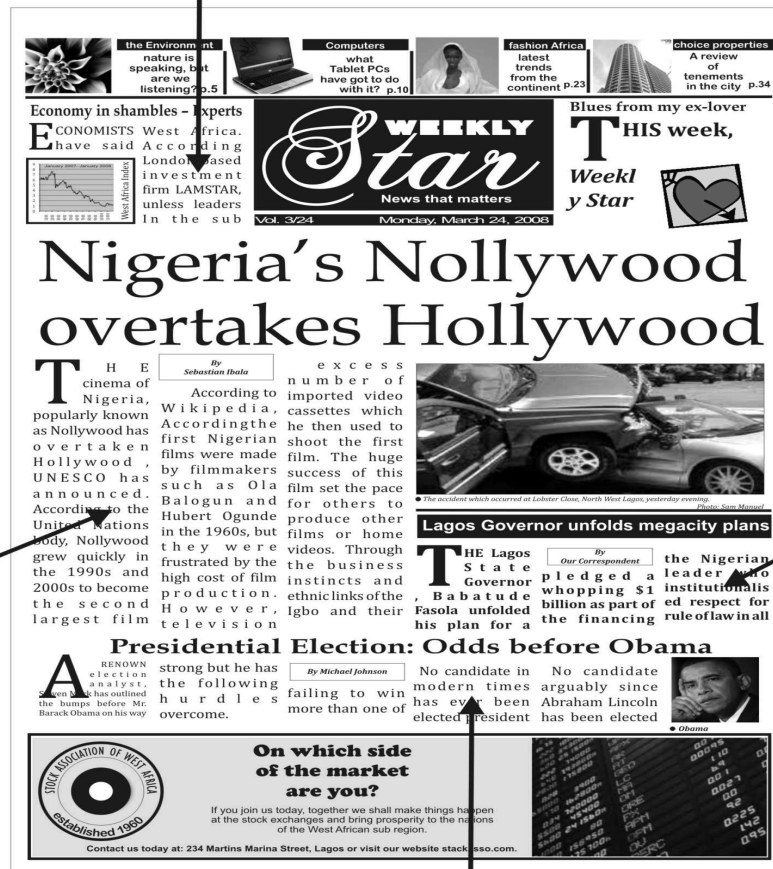 the Environment
nature is
speaking, but
are we
listening? p.5
Computers
what
Tablet PCs
have got to do
with it? p.10
fashion Africa
latest
trends
from the
continent p.23
choice properties
A review
of
tenements
in the city p.34
Economy in shambles – Experts
ECONOMISTS
have said
January 2007- January 2008
West Africa Index
West Africa.
According
London based
investment
firm LAMSTAR,
unless leaders
In the sub
WEEKLY
Star
News that matters
Vol. 3/24 Monday, March 24, 2008
Blues from my ex-lover
THIS week,
Weekl
y Star
Nigeria's Nollywood
overtakes Hollywood
THE
cinema of
Nigeria,
popularly known
as Nollywood has
overtaken
Hollywood ,
UNESCO has
announced.
According to the
United Nations
body, Nollywood
grew quickly in
the 1990s and
2000s to become
the second
largest film
By
Sebastian Ibala
According to
Wikipedia,
Accordingthe
first Nigerian
films were made
by filmmakers
such as Ola
Balogun and
Hubert Ogunde
in the 1960s, but
they were
frustrated by the
high cost of film
production.
However,
television
excess
number of
imported video
cassettes which
he then used to
shoot the first
film. The huge
success of this
film set the pace
for others to
produce other
films or home
videos. Through
the business
instincts and
ethnic links of the
Igbo and their
The accident which occurred at Lobster Close, North West Lagos, yesterday evening.
Photo: Sam Manuel
Lagos Governor unfolds megacity plans
THE Lagos
State
Governor
, Babatude
Fasola unfolded
his plan for a
By
Our Correspondent
pledged a
whopping $1
billion as part of
the financing
the Nigerian
leader who
institutionalis
ed respect for
rule of law in all
Presidential Election: Odds before Obama
A RENOWN
election
analyst,
Steven Mark has outlined
the bumps before Mr.
Barack Obama on his way
strong but he has
the following
hurdles
overcome.
By Michael Johnson
failing to win
more than one of
No candidate in
modern times
has ever been
elected president
No candidate
arguably since
Abraham Lincoln
has been elected
Obama
STOCK ASSOCIATION OF WEST AFRICA
established 1960
On which side
of the market
are you?
If you join us today, together we shall make things happen
at the stock exchanges and bring prosperity to the nations
of the West African sub region.
Contact us today at: 234 Martins Marina Street, Lagos or visit our website stockasso.com.